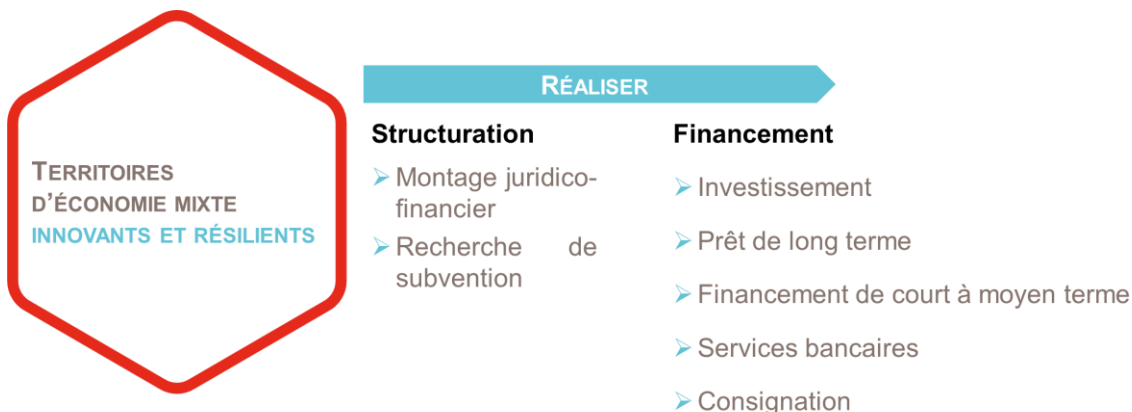 TERRITOIRES
D'ÉCONOMIE MIXTE
INNOVANTS ET RÉSILIENTS
RÉALISER
Structuration
Montage juridico-
financier
Recherche de
subvention
Financement
Investissement
Prêt de long terme
Financement de court à moyen terme
Services bancaires
Consignation